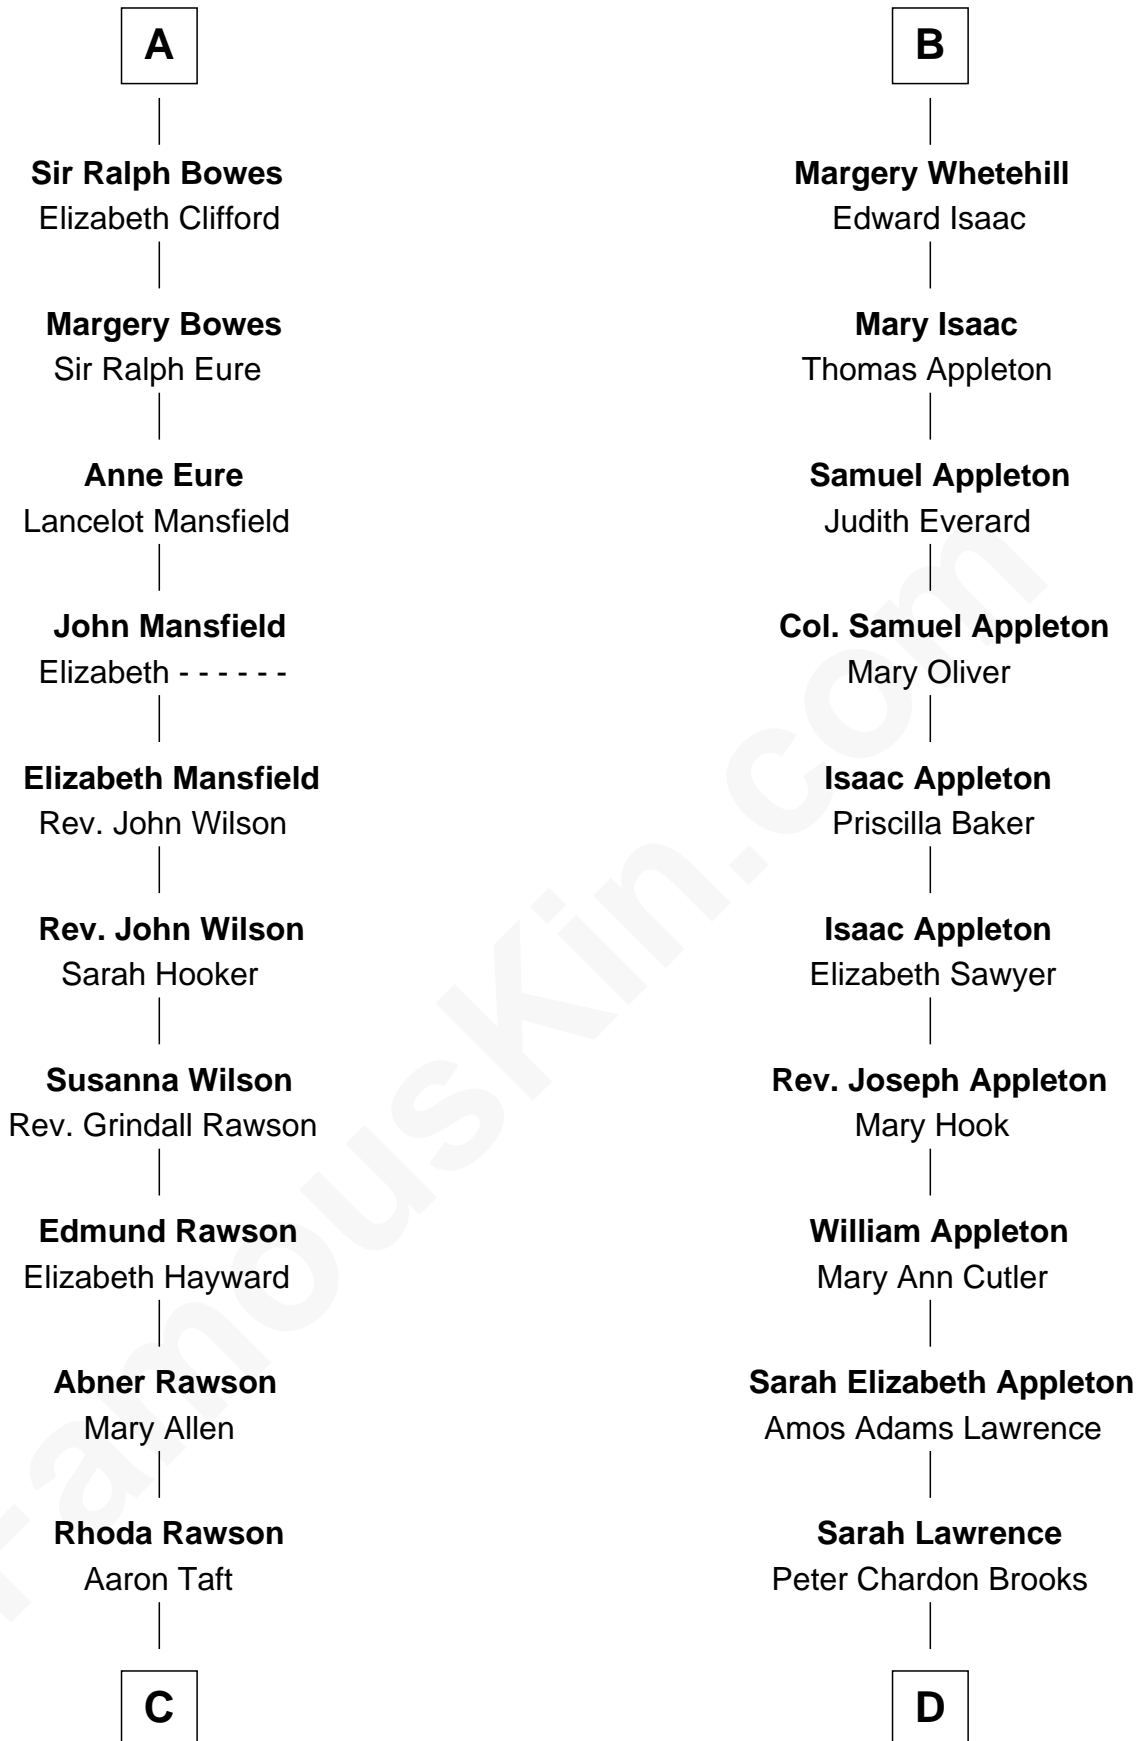 A
Sir Ralph Bowes
Elizabeth Clifford
Margery Bowes
Sir Ralph Eure
Anne Eure
Lancelot Mansfield
John Mansfield
Elizabeth - - - - - -
Elizabeth Mansfield
Rev. John Wilson
Rev. John Wilson
Sarah Hooker
Susanna Wilson
Rev. Grindall Rawson
Edmund Rawson
Elizabeth Hayward
Abner Rawson
Mary Allen
Rhoda Rawson
Aaron Taft
C
B
Margery Whetehill
Edward Isaac
Mary Isaac
Thomas Appleton
Samuel Appleton
Judith Everard
Col. Samuel Appleton
Mary Oliver
Isaac Appleton
Priscilla Baker
Isaac Appleton
Elizabeth Sawyer
Rev. Joseph Appleton
Mary Hook
William Appleton
Mary Ann Cutler
Sarah Elizabeth Appleton
Amos Adams Lawrence
Sarah Lawrence
Peter Chardon Brooks
D
FamousKin.com